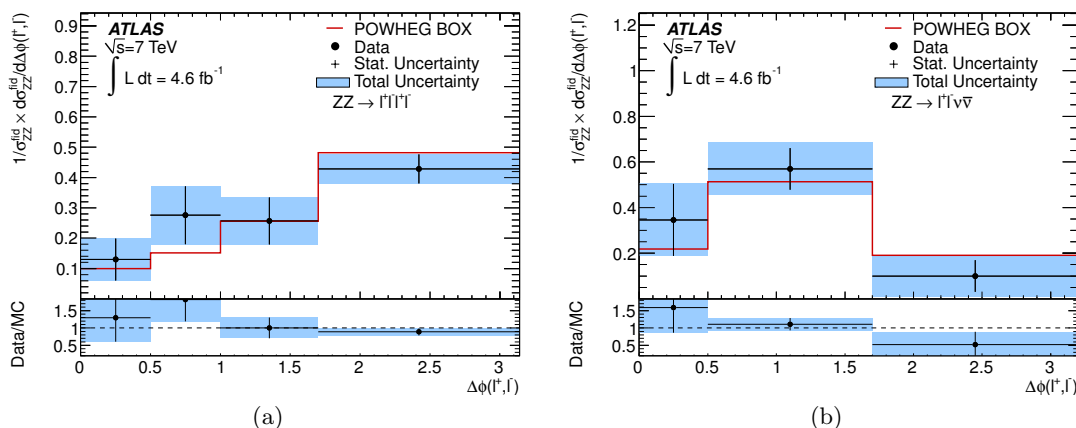 ATLAS
√s=7 TeV
∫ L dt = 4.6 fb⁻¹
POWHEG BOX
Data
Stat. Uncertainty
Total Uncertainty
ZZ → l⁺l⁻l⁺l⁻
1/σ_ZZ^fid × dσ_ZZ^fid/dΔϕ(l⁺,l⁻)
0.9
0.8
0.7
0.6
0.5
0.4
0.3
0.2
0.1
Data/MC
1.5
1
0.5
0 0.5 1 1.5 2 2.5 3
Δϕ(l⁺,l⁻)
(a)
ATLAS
√s=7 TeV
∫ L dt = 4.6 fb⁻¹
POWHEG BOX
Data
Stat. Uncertainty
Total Uncertainty
ZZ → l⁺l⁻νν̄
1/σ_ZZ^fid × dσ_ZZ^fid/dΔϕ(l⁺,l⁻)
1.2
1
0.8
0.6
0.4
0.2
Data/MC
1.5
1
0.5
0 0.5 1 1.5 2 2.5 3
Δϕ(l⁺,l⁻)
(b)